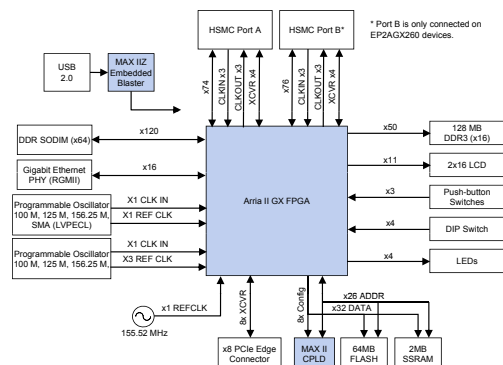 HSMC Port A
HSMC Port B*
* Port B is only connected on
EP2AGX260 devices.
USB
2.0
MAX IIZ
Embedded
Blaster
x74
CLKIN x3
CLKOUT x3
XCVR x4
x76
CLKIN x3
CLKOUT x3
XCVR x4
DDR SODIM (x64)
x120
Gigabit Ethernet
PHY (RGMII)
x16
Programmable Oscillator
100 M, 125 M, 156.25 M,
SMA (LVPECL)
X1 CLK IN
X1 REF CLK
Programmable Oscillator
100 M, 125 M, 156.25 M,
X1 CLK IN
X3 REF CLK
Arria II GX FPGA
x50
128 MB
DDR3 (x16)
x11
2x16 LCD
x3
Push-button
Switches
x4
DIP Switch
x4
LEDs
x1 REFCLK
155.52 MHz
8x XCVR
8x Config
x26 ADDR
x32 DATA
x8 PCIe Edge
Connector
MAX II
CPLD
64MB
FLASH
2MB
SSRAM